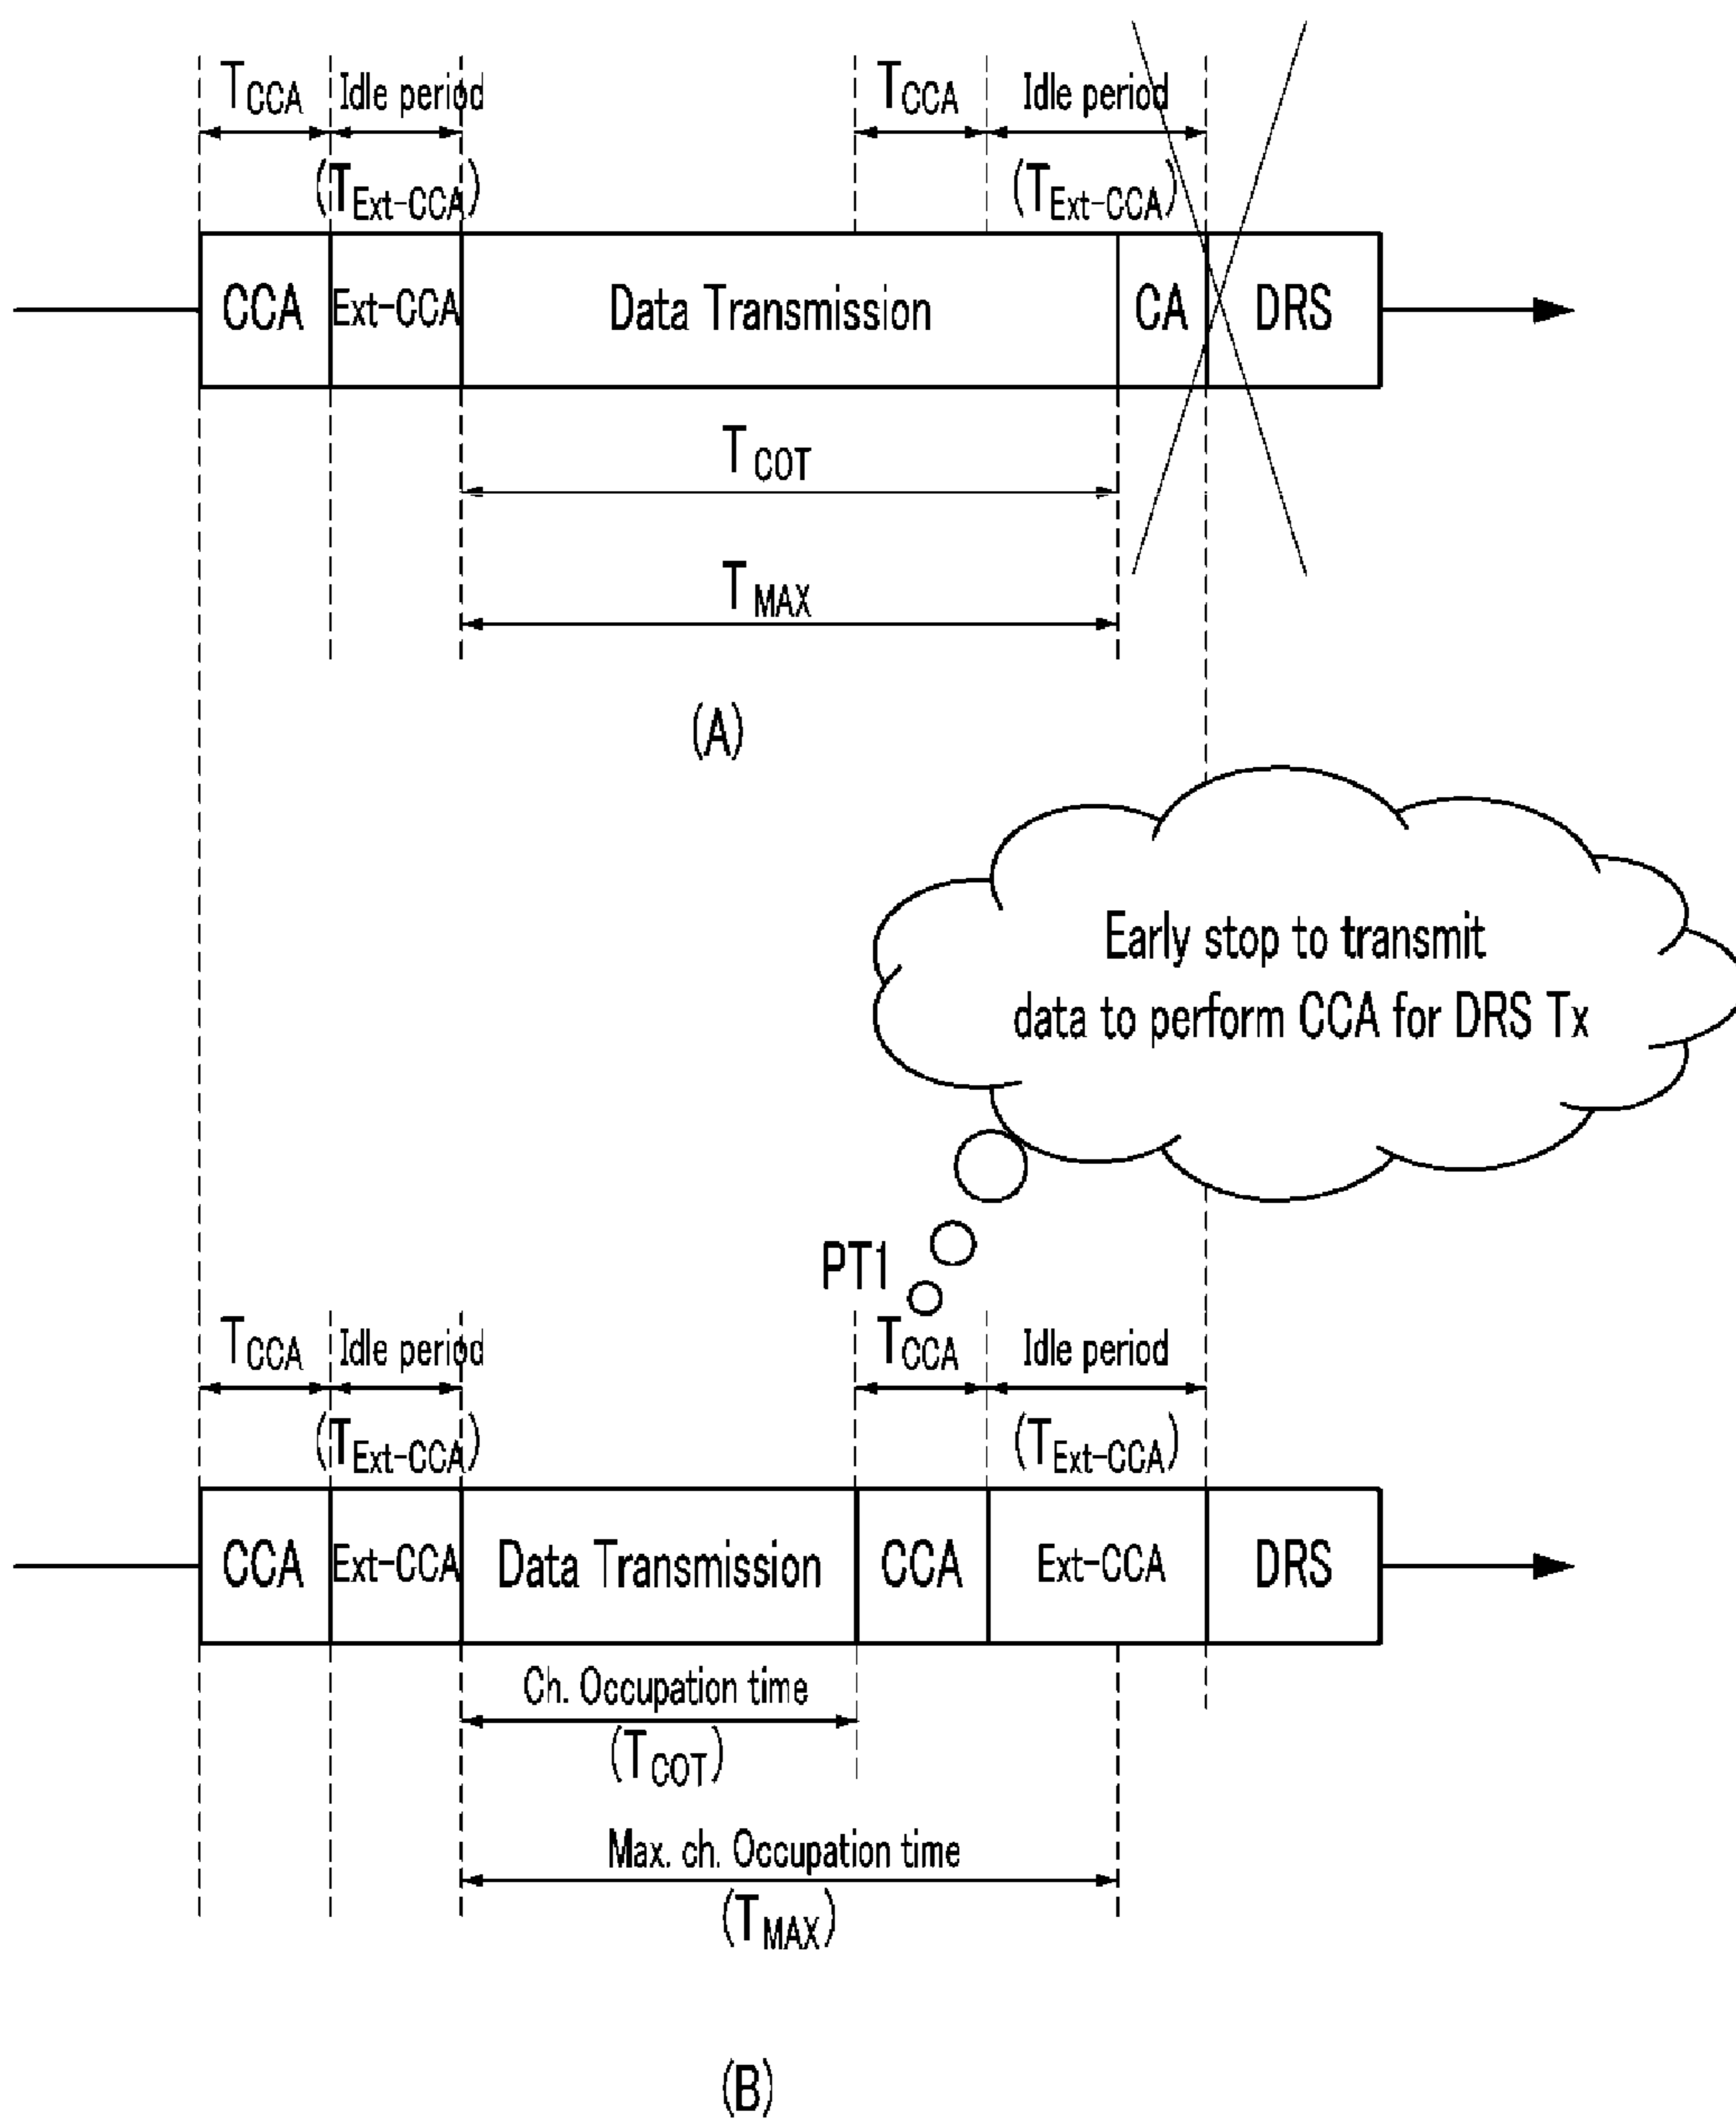 TCCA Idle period TCCA Idle period
(TExt-CCA) (TExt-CCA)
CCA Ext-CCA Data Transmission CA DRS
TCOT
TMAX
(A)
Early stop to transmit
data to perform CCA for DRS Tx
PT1
TCCA Idle period TCCA Idle period
(TExt-CCA) (TExt-CCA)
CCA Ext-CCA Data Transmission CCA Ext-CCA DRS
Ch. Occupation time
(TCOT)
Max. ch. Occupation time
(TMAX)
(B)